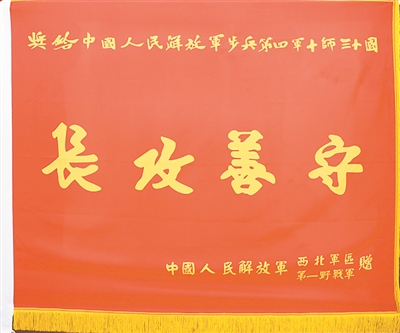 奬給中國人民解放軍步兵第四軍十師三十團
長攻善守
中國人民解放軍 西北軍區 贈
第一野戰軍